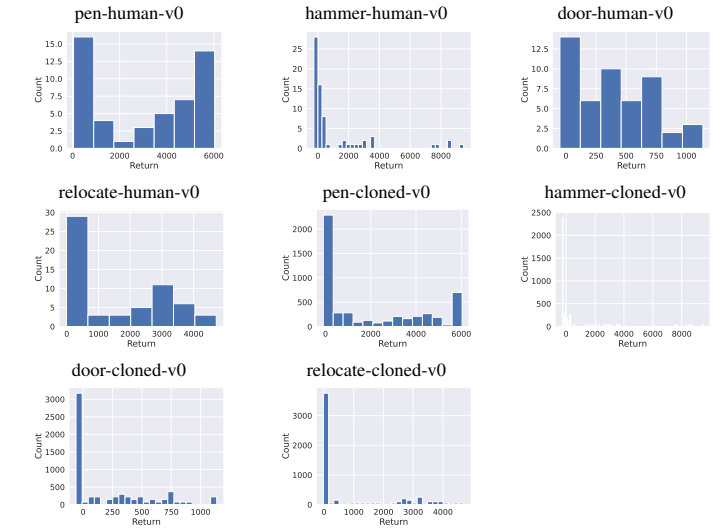 pen-human-v0
hammer-human-v0
door-human-v0
15.0
12.5
10.0
7.5
5.0
2.5
0.0
Count
0 2000 4000 6000
Return
25
20
15
10
5
0
Count
0 2000 4000 6000 8000
Return
12.5
10.0
7.5
5.0
2.5
0.0
Count
0 250 500 750 1000
Return
relocate-human-v0
pen-cloned-v0
hammer-cloned-v0
30
25
20
15
10
5
0
Count
0 1000 2000 3000 4000
Return
2000
1500
1000
500
0
Count
0 2000 4000 6000
Return
2500
2000
1500
1000
500
0
Count
0 2000 4000 6000 8000
Return
door-cloned-v0
relocate-cloned-v0
3000
2500
2000
1500
1000
500
0
Count
0 250 500 750 1000
Return
3000
2000
1000
0
Count
0 1000 2000 3000 4000
Return